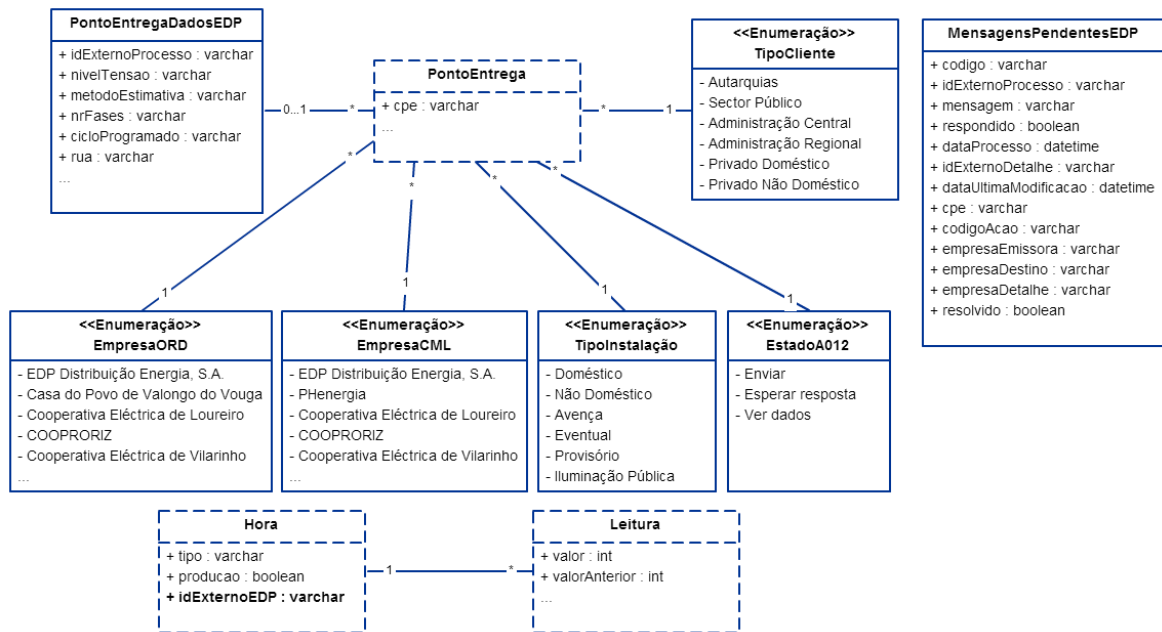 PontoEntregaDadosEDP
+ idExternoProcesso : varchar
+ nivelTensao : varchar
+ metodoEstimativa : varchar
+ nrFases : varchar
+ cicloProgramado : varchar
+ rua : varchar
...
0...1
*
PontoEntrega
+ cpe : varchar
...
*
1
<<Enumeração>>
TipoCliente
- Autarquias
- Sector Público
- Administração Central
- Administração Regional
- Privado Doméstico
- Privado Não Doméstico
MensagensPendentesEDP
+ codigo : varchar
+ idExternoProcesso : varchar
+ mensagem : varchar
+ respondido : boolean
+ dataProcesso : datetime
+ idExternoDetalhe : varchar
+ dataUltimaModificacao : datetime
+ cpe : varchar
+ codigoAcao : varchar
+ empresaEmissora : varchar
+ empresaDestino : varchar
+ empresaDetalhe : varchar
+ resolvido : boolean
*
*
*
*
1
1
1
1
<<Enumeração>>
EmpresaORD
- EDP Distribuição Energia, S.A.
- Casa do Povo de Valongo do Vouga
- Cooperativa Eléctrica de Loureiro
- COOPRORIZ
- Cooperativa Eléctrica de Vilarinho
...
<<Enumeração>>
EmpresaCML
- EDP Distribuição Energia, S.A.
- PHenergia
- Cooperativa Eléctrica de Loureiro
- COOPRORIZ
- Cooperativa Eléctrica de Vilarinho
...
<<Enumeração>>
TipoInstalação
- Doméstico
- Não Doméstico
- Avença
- Eventual
- Provisório
- Iluminação Pública
<<Enumeração>>
EstadoA012
- Enviar
- Esperar resposta
- Ver dados
Hora
+ tipo : varchar
+ producao : boolean
+ idExternoEDP : varchar
1
*
Leitura
+ valor : int
+ valorAnterior : int
...